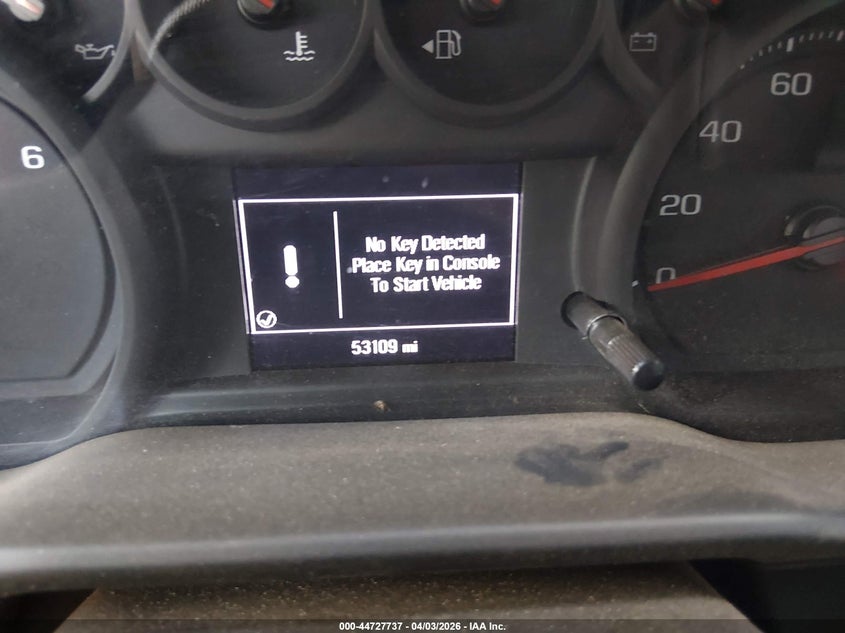 60
40
6
20
0
No Key Detected
Place Key in Console
To Start Vehicle
53109 mi
000-44727737 - 04/03/2026 - IAA Inc.